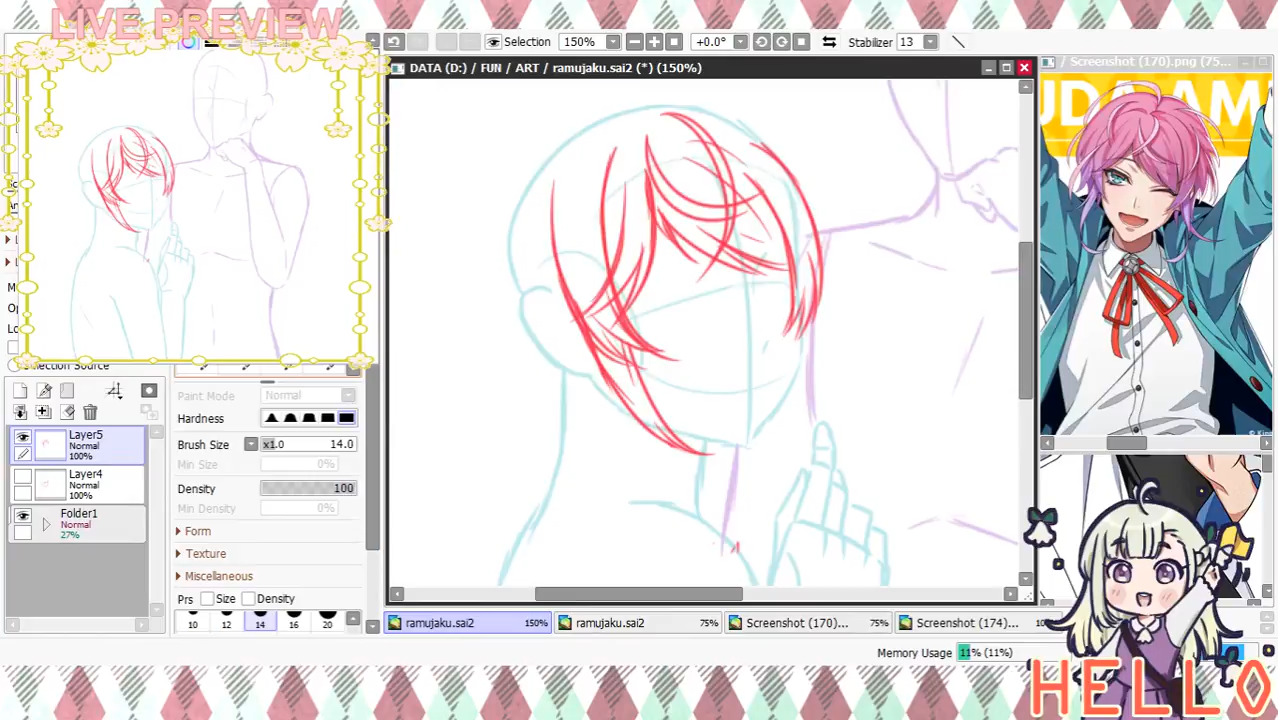 LIVE PREVIEW
Selection
150%
+0.0°
Stabilizer 13
DATA (D:) / FUN / ART / ramujaku.sai2 (*) (150%)
/ Screenshot (170).png (75...
UDA AM
Selection Source
Paint Mode Normal
Hardness
Brush Size x1.0 14.0
Min Size 0%
Density 100
Min Density 0%
Form
Texture
Miscellaneous
Prs Size Density
10 12 14 16 20
Layer5
Normal
100%
Layer4
Normal
100%
Folder1
Normal
27%
ramujaku.sai2 150%
ramujaku.sai2 75%
Screenshot (170)... 75%
Screenshot (174)...
Memory Usage 11% (11%)
HELLO